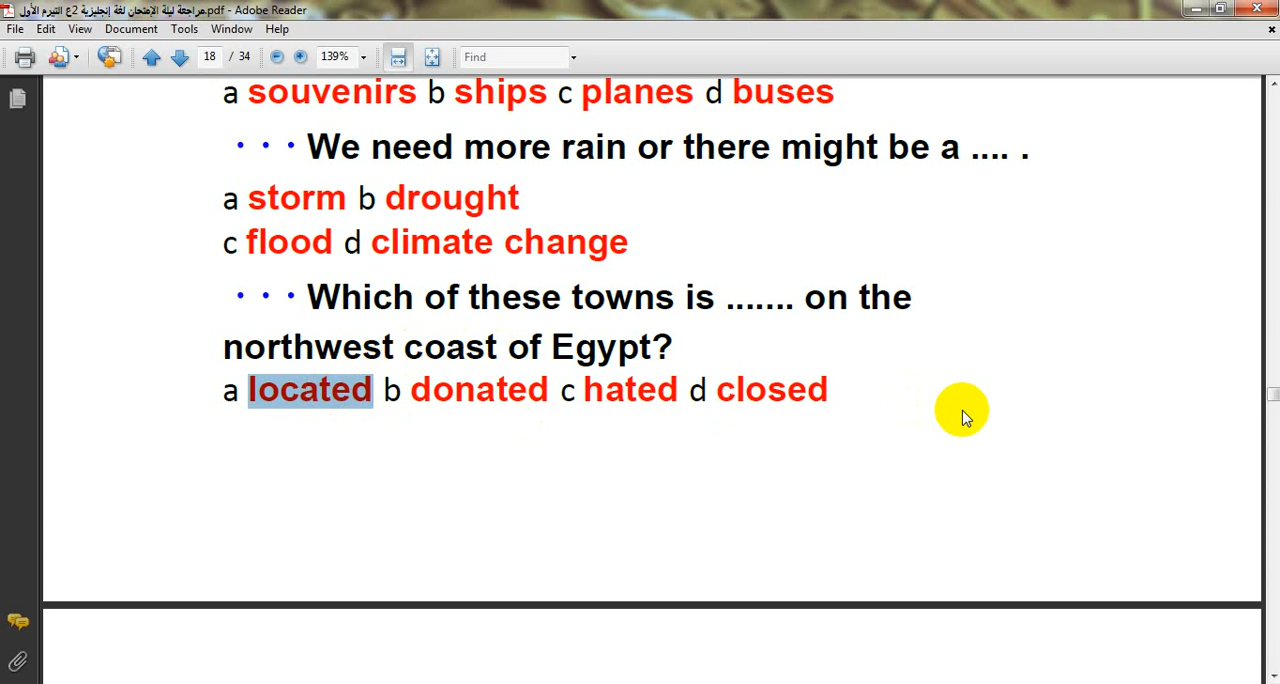 مراجعتة ليلة الإمتحان لغة إنجليزية 2ع التيرم الأول.pdf - Adobe Reader
File Edit View Document Tools Window Help
18 / 34 139% Find
a souvenirs b ships c planes d buses
• • • We need more rain or there might be a .... .
a storm b drought
c flood d climate change
• • • Which of these towns is ....... on the
northwest coast of Egypt?
a located b donated c hated d closed